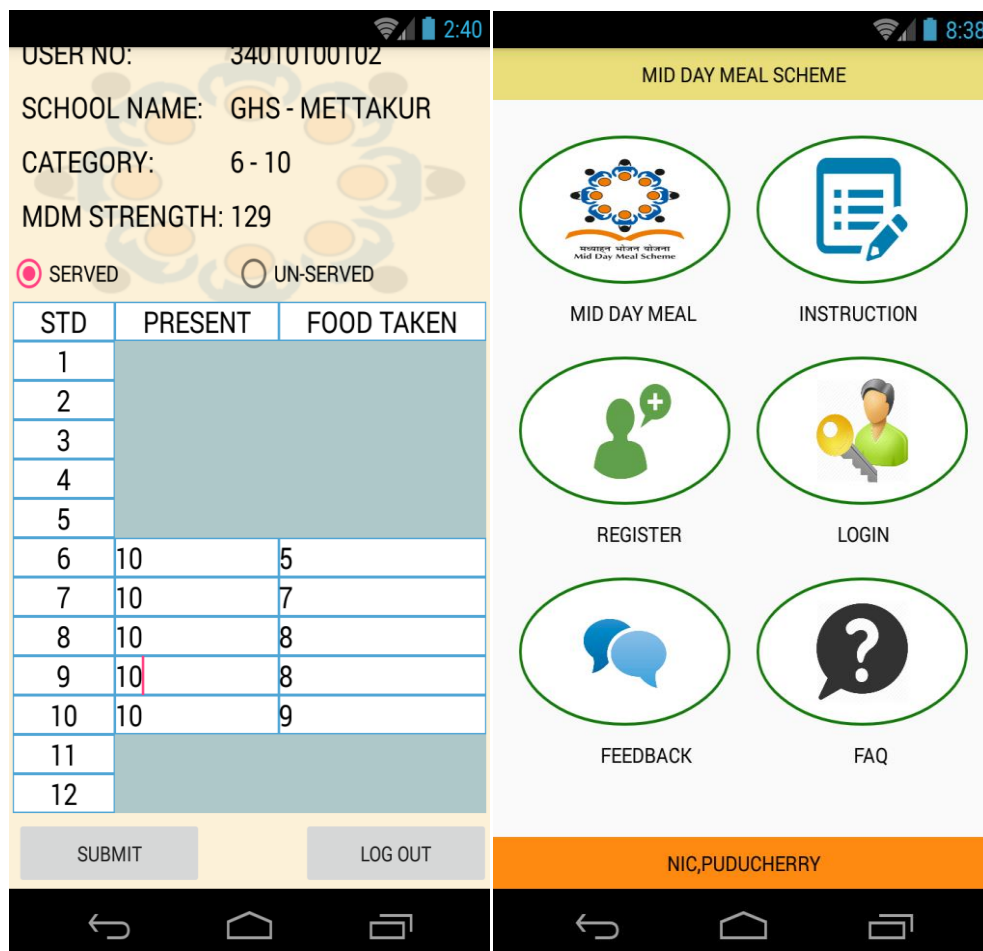 2:40
USER NO: 34010100102
SCHOOL NAME: GHS - METTAKUR
CATEGORY: 6 - 10
MDM STRENGTH: 129
SERVED UN-SERVED
STD PRESENT FOOD TAKEN
1
2
3
4
5
6 10 5
7 10 7
8 10 8
9 10 8
10 10 9
11
12
SUBMIT LOG OUT
8:38
MID DAY MEAL SCHEME
मध्याह्न भोजन योजना
Mid Day Meal Scheme
MID DAY MEAL INSTRUCTION
REGISTER LOGIN
FEEDBACK FAQ
NIC,PUDUCHERRY